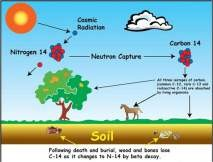 Cosmic
Radiation
Nitrogen 14
Neutron Capture
Carbon 14
All three isotopes of carbon
(common C-12, rare C-13 and
radioactive C-14) are absorbed
by living organisms
Soil
Following death and burial, wood and bones lose
C-14 as it changes to N-14 by beta decay.